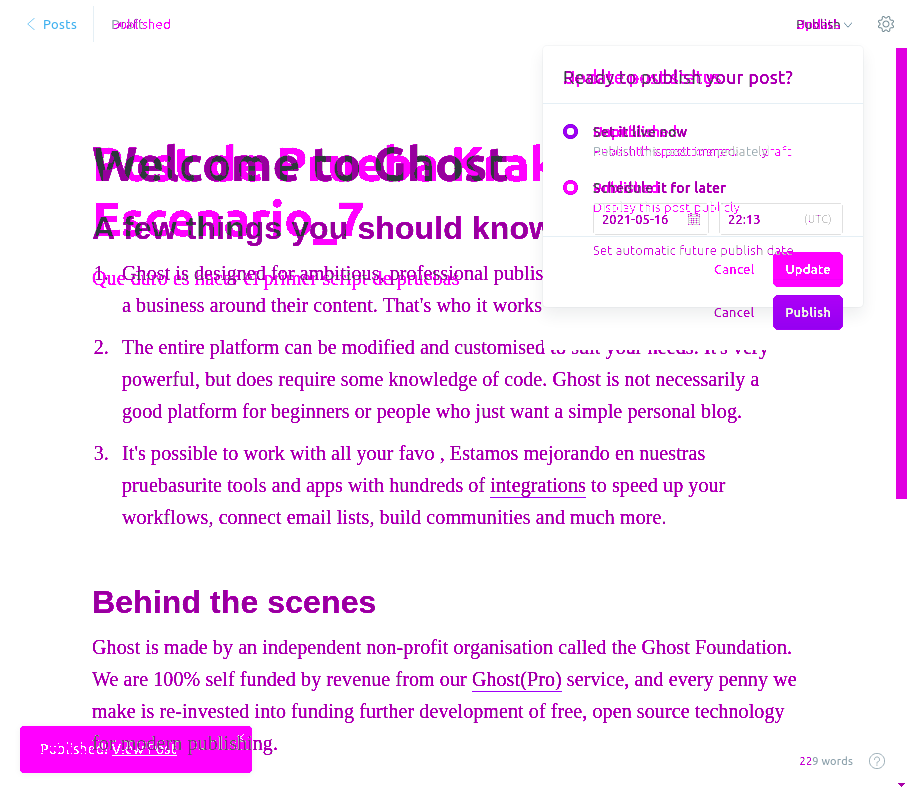 Posts
Published
Publish
Ready to publish your post?
Set it live now
Welcome to Ghost
Post de Prueba Krak
Escenario_7
Schedule it for later
Display this post publicly
2021-05-16
22:13
(UTC)
A few things you should know
Set automatic future publish date
Cancel
Update
Cancel
Publish
1. Ghost is designed for ambitious, professional publis
Que duro es hacer el primer script de pruebas
a business around their content. That's who it works
2. The entire platform can be modified and customised to suit your needs. It's very
powerful, but does require some knowledge of code. Ghost is not necessarily a
good platform for beginners or people who just want a simple personal blog.
3. It's possible to work with all your favo , Estamos mejorando en nuestras
pruebasurite tools and apps with hundreds of integrations to speed up your
workflows, connect email lists, build communities and much more.
Behind the scenes
Ghost is made by an independent non-profit organisation called the Ghost Foundation.
We are 100% self funded by revenue from our Ghost(Pro) service, and every penny we
make is re-invested into funding further development of free, open source technology
for modern publishing.
Published! View Post
229 words